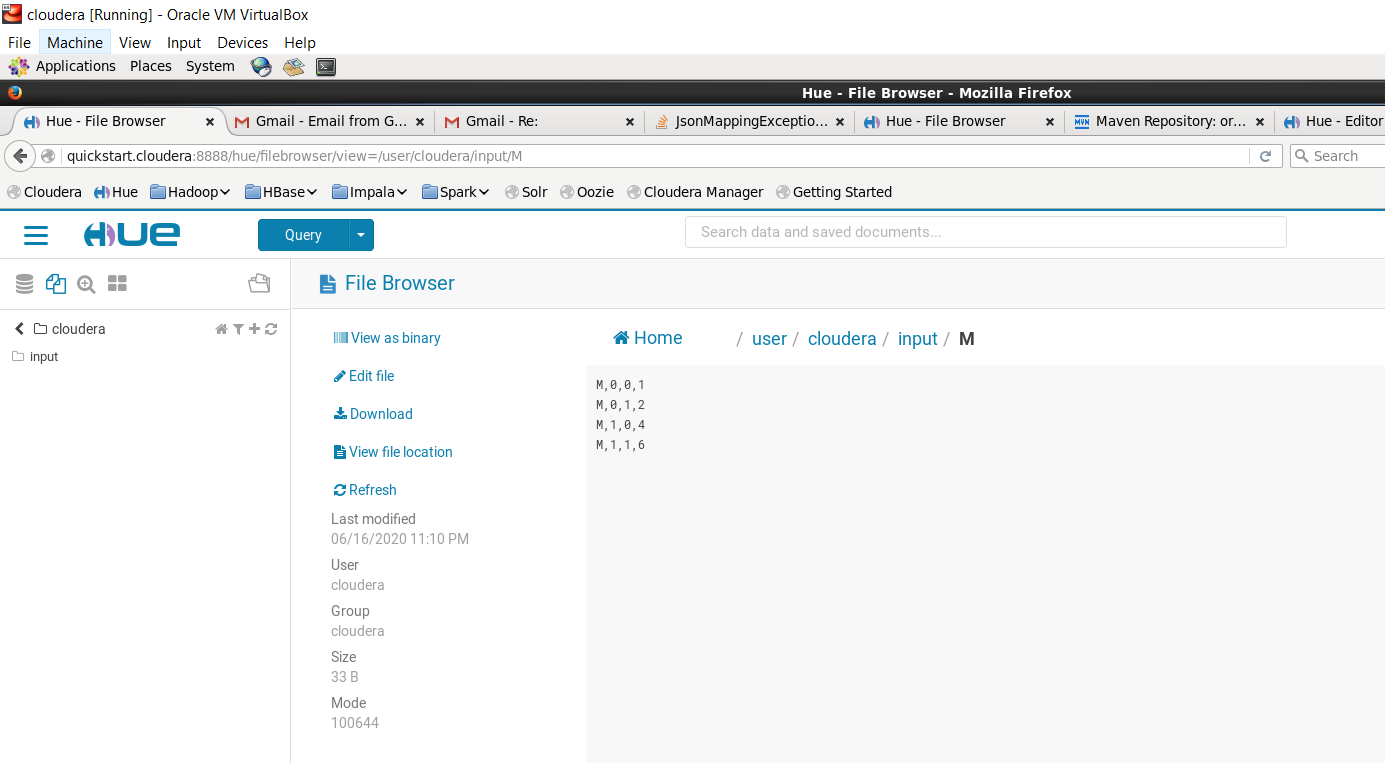 cloudera [Running] - Oracle VM VirtualBox
File Machine View Input Devices Help
Applications Places System
Hue - File Browser - Mozilla Firefox
Hue - File Browser Gmail - Email from G... Gmail - Re: JsonMappingExceptio... Hue - File Browser Maven Repository: or... Hue - Editor
quickstart.cloudera:8888/hue/filebrowser/view=/user/cloudera/input/M Search
Cloudera Hue Hadoop HBase Impala Spark Solr Oozie Cloudera Manager Getting Started
HUE Query Search data and saved documents...
File Browser
cloudera
input
View as binary
Edit file
Download
View file location
Refresh
Last modified
06/16/2020 11:10 PM
User
cloudera
Group
cloudera
Size
33 B
Mode
100644
Home / user / cloudera / input / M
M,0,0,1
M,0,1,2
M,1,0,4
M,1,1,6